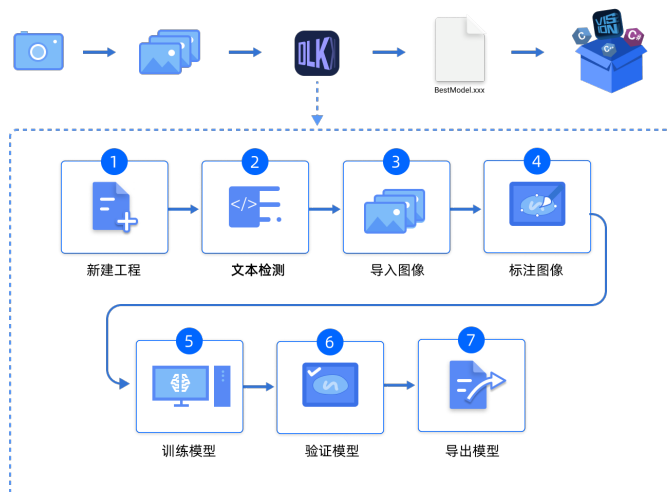 DLK
BestModel.xxx
VISION
C
C++
C#
1
2
3
4
</>
新建工程
文本检测
导入图像
标注图像
5
6
7
训练模型
验证模型
导出模型